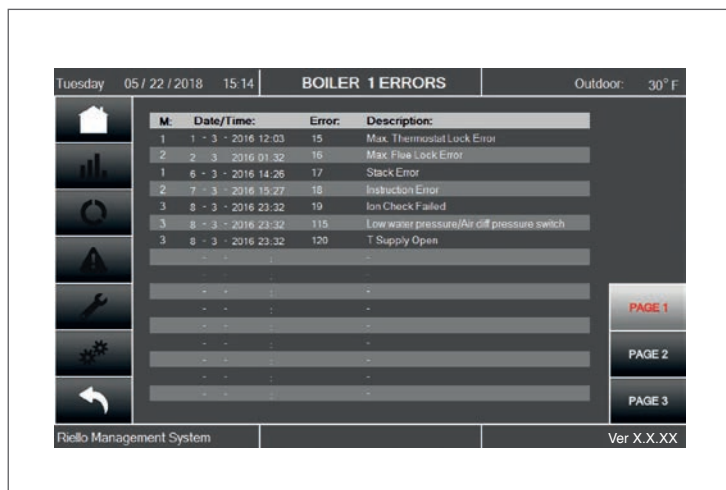 Tuesday 05 / 22 / 2018 15:14 BOILER 1 ERRORS Outdoor: 30° F
M: Date/Time: Error: Description:
1 1 - 3 - 2016 12:03 15 Max. Thermostat Lock Error
2 2 3 2016 01:32 16 Max. Flue Lock Error
1 6 - 3 - 2016 14:26 17 Stack Error
2 7 - 3 - 2016 15:27 18 Instruction Error
3 8 - 3 - 2016 23:32 19 Ion Check Failed
3 8 - 3 - 2016 23:32 115 Low water pressure/Air diff pressure switch
3 8 - 3 - 2016 23:32 120 T Supply Open
- - : -
- - : -
- - : -
- - : -
- - : -
- - : -
- - : -
- - : -
- - : -
PAGE 1
PAGE 2
PAGE 3
Riello Management System Ver X.X.XX